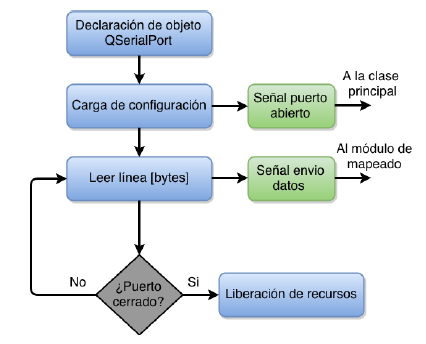 Declaración de objeto
QSerialPort
Carga de configuración
Señal puerto
abierto
A la clase
principal
Leer línea [bytes]
Señal envio
datos
Al módulo de
mapeado
¿Puerto
cerrado?
No
Si
Liberación de recursos